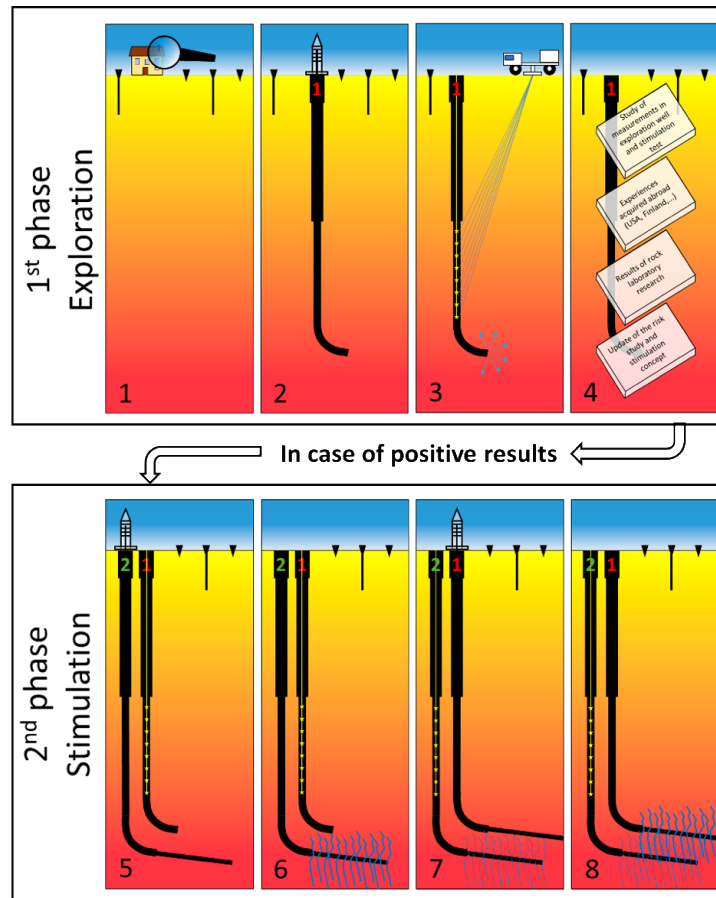 1st phase
Exploration
1
1
1
Study of
measurements in
exploration well
and stimulation
test
Experiences
acquired abroad
(USA, Finland,...)
Results of rock
laboratory
research
Update of the risk
study and
stimulation
concept
1
2
3
4
In case of positive results
2nd phase
Stimulation
2 1
2 1
2 1
2 1
5
6
7
8